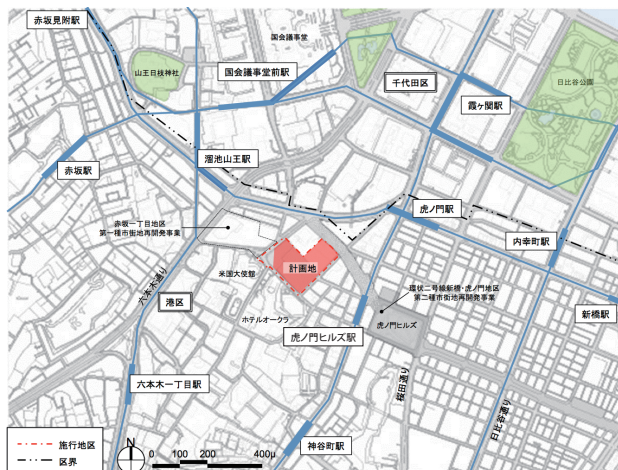 赤坂見附駅
国会議事堂
山王日枝神社
国会議事堂前駅
千代田区
日比谷公園
霞ヶ関駅
赤坂駅
溜池山王駅
虎ノ門駅
赤坂一丁目地区
第一種市街地再開発事業
内幸町駅
米国大使館
計画地
六本木通り
環状二号線新橋・虎ノ門地区
第二種市街地再開発事業
港区
ホテルオークラ
新橋駅
虎ノ門ヒルズ駅
虎ノ門ヒルズ
六本木一丁目駅
桜田通り
日比谷通り
神谷町駅
施行地区
区界
N
0 100 200 400μ